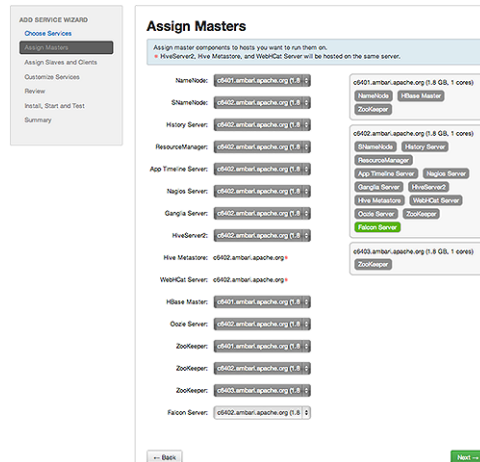 ADD SERVICE WIZARD
Choose Services
Assign Masters
Assign Slaves and Clients
Customize Services
Review
Install, Start and Test
Summary
Assign Masters
Assign master components to hosts you want to run them on.
* HiveServer2, Hive Metastore, and WebHCat Server will be hosted on the same server.
NameNode: c6401.ambari.apache.org (1.8
SNameNode: c6402.ambari.apache.org (1.8
History Server: c6402.ambari.apache.org (1.8
ResourceManager: c6402.ambari.apache.org (1.8
App Timeline Server: c6402.ambari.apache.org (1.8
Nagios Server: c6402.ambari.apache.org (1.8
Ganglia Server: c6402.ambari.apache.org (1.8
HiveServer2: c6402.ambari.apache.org (1.8
Hive Metastore: c6402.ambari.apache.org*
WebHCat Server: c6402.ambari.apache.org*
HBase Master: c6401.ambari.apache.org (1.8
Oozie Server: c6402.ambari.apache.org (1.8
ZooKeeper: c6401.ambari.apache.org (1.8
ZooKeeper: c6402.ambari.apache.org (1.8
ZooKeeper: c6403.ambari.apache.org (1.8
Falcon Server: c6402.ambari.apache.org (1.8
← Back
c6401.ambari.apache.org (1.8 GB, 1 cores)
NameNode HBase Master
ZooKeeper
c6402.ambari.apache.org (1.8 GB, 1 cores)
SNameNode History Server
ResourceManager
App Timeline Server Nagios Server
Ganglia Server HiveServer2
Hive Metastore WebHCat Server
Oozie Server ZooKeeper
Falcon Server
c6403.ambari.apache.org (1.8 GB, 1 cores)
ZooKeeper
Next →